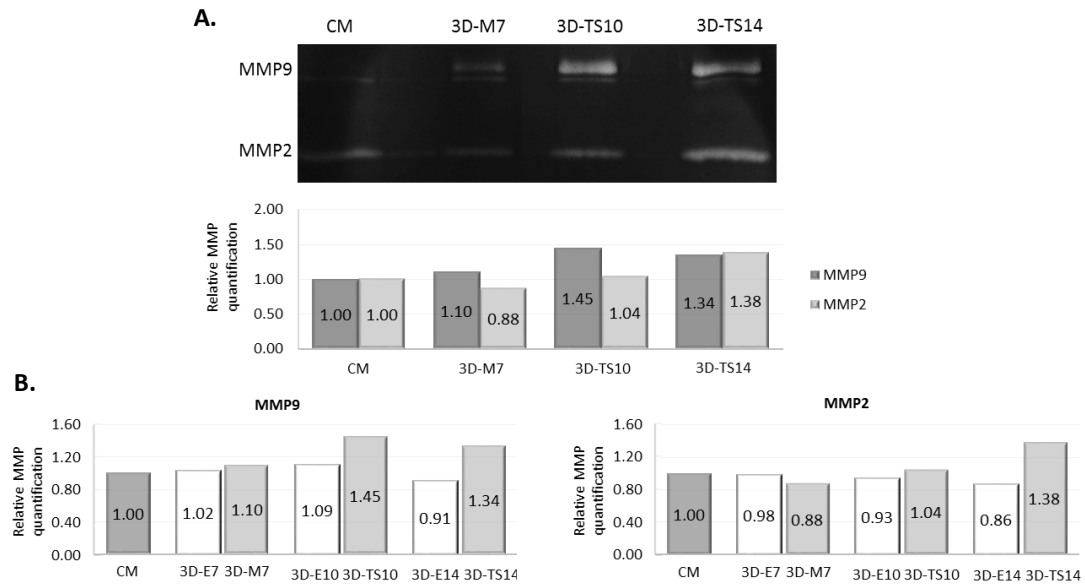 A.
CM 3D-M7 3D-TS10 3D-TS14
MMP9
MMP2
Relative MMP
quantification
2.00
1.50
1.00
0.50
0.00
1.00 1.00 1.10 0.88 1.45 1.04 1.34 1.38
CM 3D-M7 3D-TS10 3D-TS14
MMP9
MMP2
B.
MMP9
Relative MMP
quantification
1.60
1.20
0.80
0.40
0.00
1.00 1.02 1.10 1.09 1.45 0.91 1.34
CM 3D-E7 3D-M7 3D-E10 3D-TS10 3D-E14 3D-TS14
MMP2
Relative MMP
quantification
1.60
1.20
0.80
0.40
0.00
1.00 0.98 0.88 0.93 1.04 0.86 1.38
CM 3D-E7 3D-M7 3D-E10 3D-TS10 3D-E14 3D-TS14